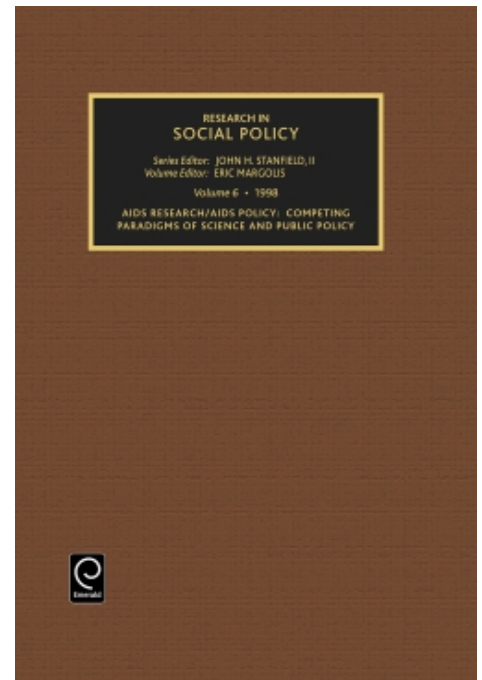 RESEARCH IN
SOCIAL POLICY
Series Editor: JOHN H. STANFIELD, II
Volume Editor: ERIC MARGOLIS
Volume 6 • 1998
AIDS RESEARCH/AIDS POLICY: COMPETING
PARADIGMS OF SCIENCE AND PUBLIC POLICY
Emerald